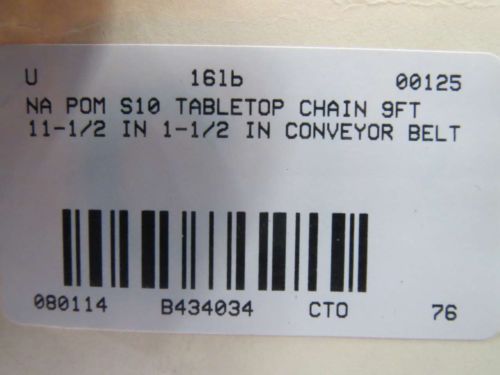 U 16lb 00125
NA POM S10 TABLETOP CHAIN 9FT
11-1/2 IN 1-1/2 IN CONVEYOR BELT
080114 B434034 CTO 76